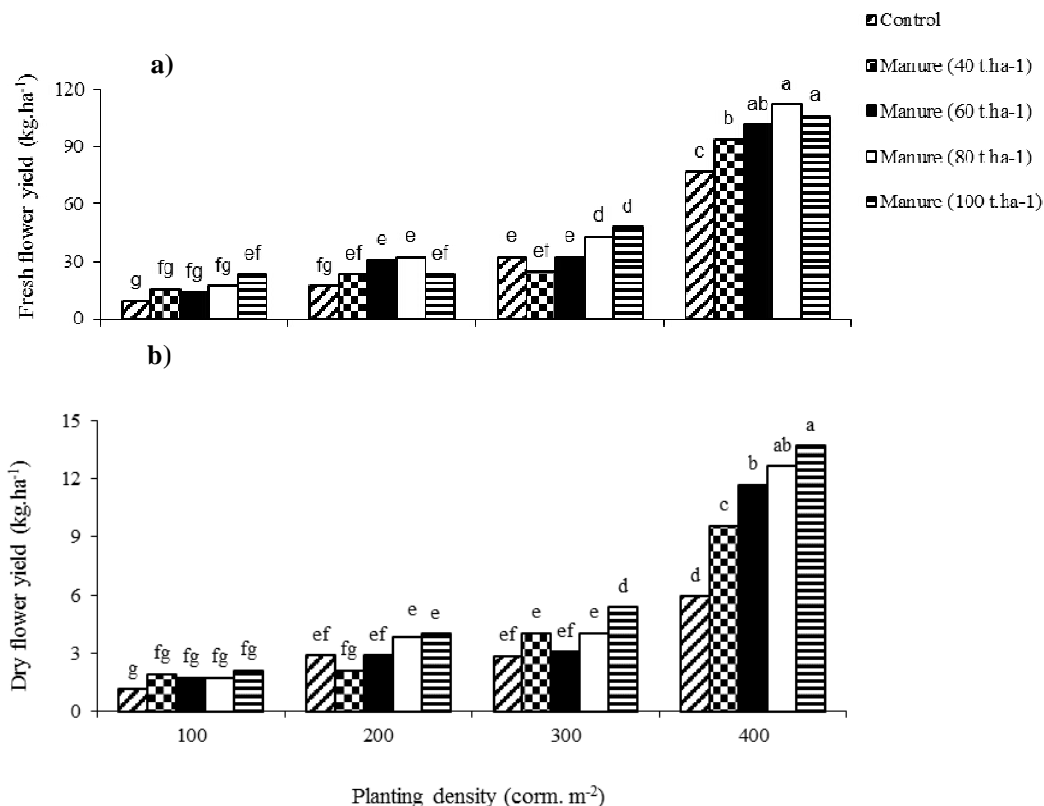 Control
Manure (40 t.ha-1)
Manure (60 t.ha-1)
Manure (80 t.ha-1)
Manure (100 t.ha-1)
a)
Fresh flower yield (kg.ha-1)
120
90
60
30
0
g fg fg fg ef
fg ef e e ef
e ef e d d
c b ab a a
b)
Dry flower yield (kg.ha-1)
15
12
9
6
3
0
g fg fg fg fg
ef fg ef e e
ef e ef e d
d c b ab a
100 200 300 400
Planting density (corm. m-2)